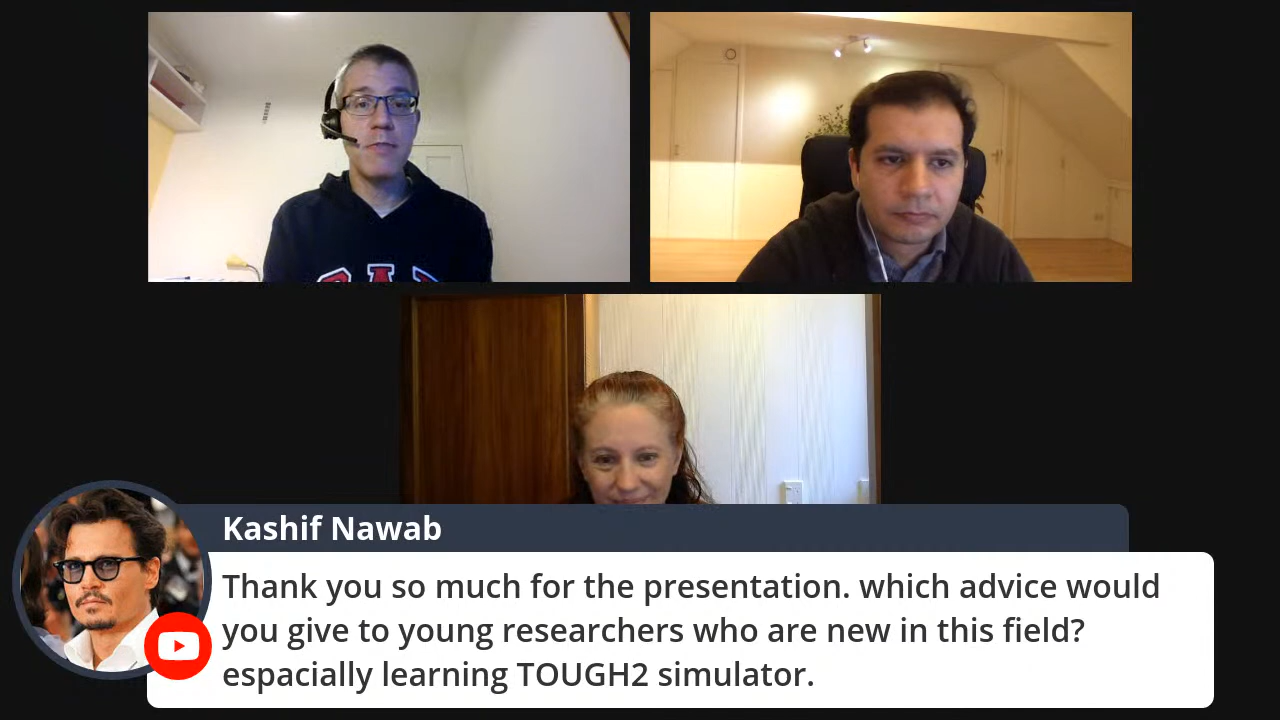 Kashif Nawab
Thank you so much for the presentation. which advice would
you give to young researchers who are new in this field?
espacially learning TOUGH2 simulator.